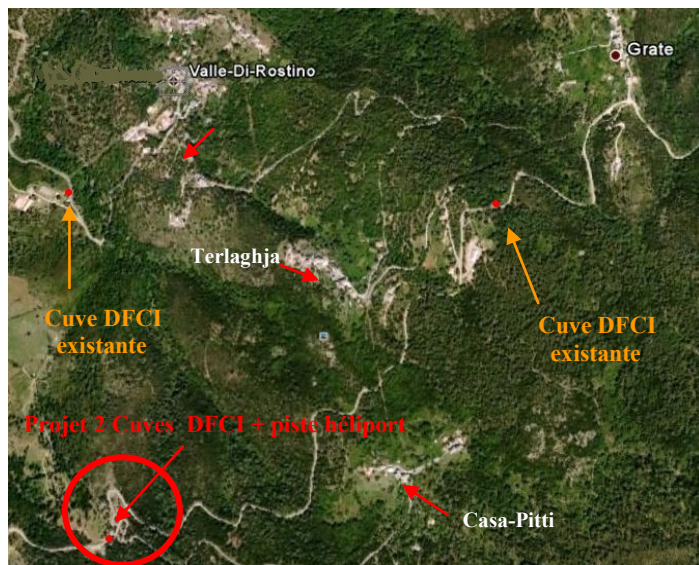 Grate
Valle-Di-Rostino
Terlaghja
Cuve DFCI
existante
Cuve DFCI
existante
Projet 2 Cuves DFCI + piste héliport
Casa-Pitti